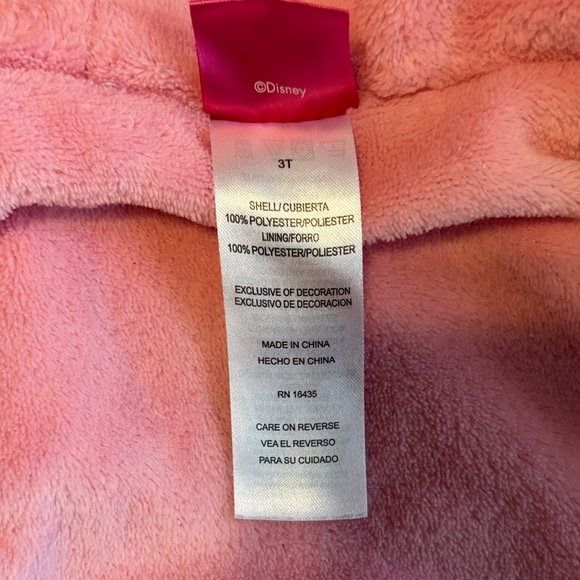 ©Disney
3T
SHELL/CUBIERTA
100% POLYESTER/POLIESTER
LINING/FORRO
100% POLYESTER/POLIESTER
EXCLUSIVE OF DECORATION
EXCLUSIVO DE DECORACION
MADE IN CHINA
HECHO EN CHINA
RN 16435
CARE ON REVERSE
VEA EL REVERSO
PARA SU CUIDADO